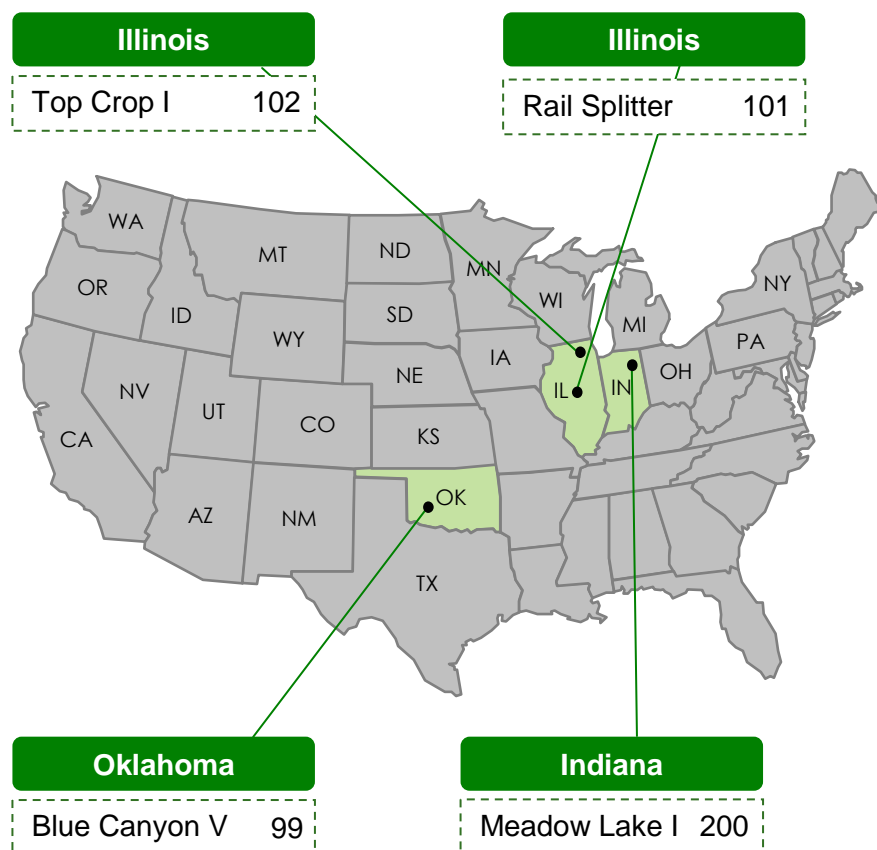 Illinois
Top Crop I 102
Illinois
Rail Splitter 101
WA
MT
ND
MN
OR
ID
SD
WI
NY
WY
MI
PA
IA
NE
OH
NV
UT
IL
IN
CO
CA
KS
AZ
NM
OK
TX
Oklahoma
Blue Canyon V 99
Indiana
Meadow Lake I 200